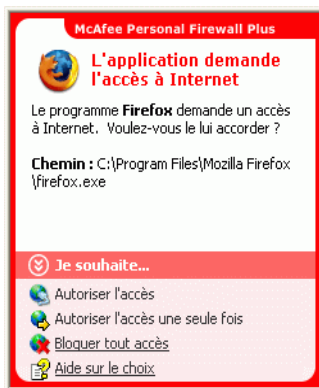 McAfee Personal Firewall Plus
L'application demande
l'accès à Internet
Le programme Firefox demande un accès
à Internet. Voulez-vous le lui accorder ?
Chemin : C:\Program Files\Mozilla Firefox
\firefox.exe
Je souhaite...
Autoriser l'accès
Autoriser l'accès une seule fois
Bloquer tout accès
Aide sur le choix